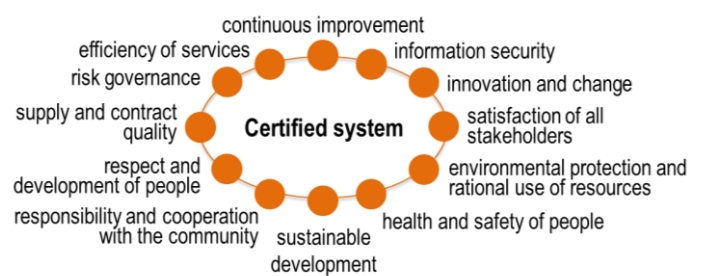 continuous improvement
efficiency of services
information security
risk governance
innovation and change
supply and contract
quality
Certified system
satisfaction of all
stakeholders
respect and
development of people
environmental protection and
rational use of resources
responsibility and cooperation
with the community
health and safety of people
sustainable
development